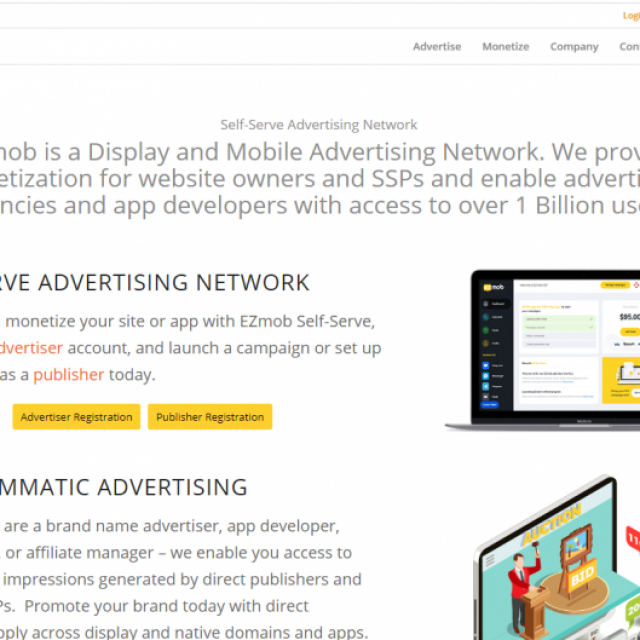 Logi
Advertise Monetize Company Con
Self-Serve Advertising Network
mob is a Display and Mobile Advertising Network. We prov
etization for website owners and SSPs and enable adverti
ncies and app developers with access to over 1 Billion us
RVE ADVERTISING NETWORK
monetize your site or app with EZmob Self-Serve,
dvertiser account, and launch a campaign or set up
as a publisher today.
Advertiser Registration Publisher Registration
EZmob
$95.00
MMATIC ADVERTISING
are a brand name advertiser, app developer,
or affiliate manager – we enable you access to
impressions generated by direct publishers and
Ps. Promote your brand today with direct
pply across display and native domains and apps.
AUCTION
BID